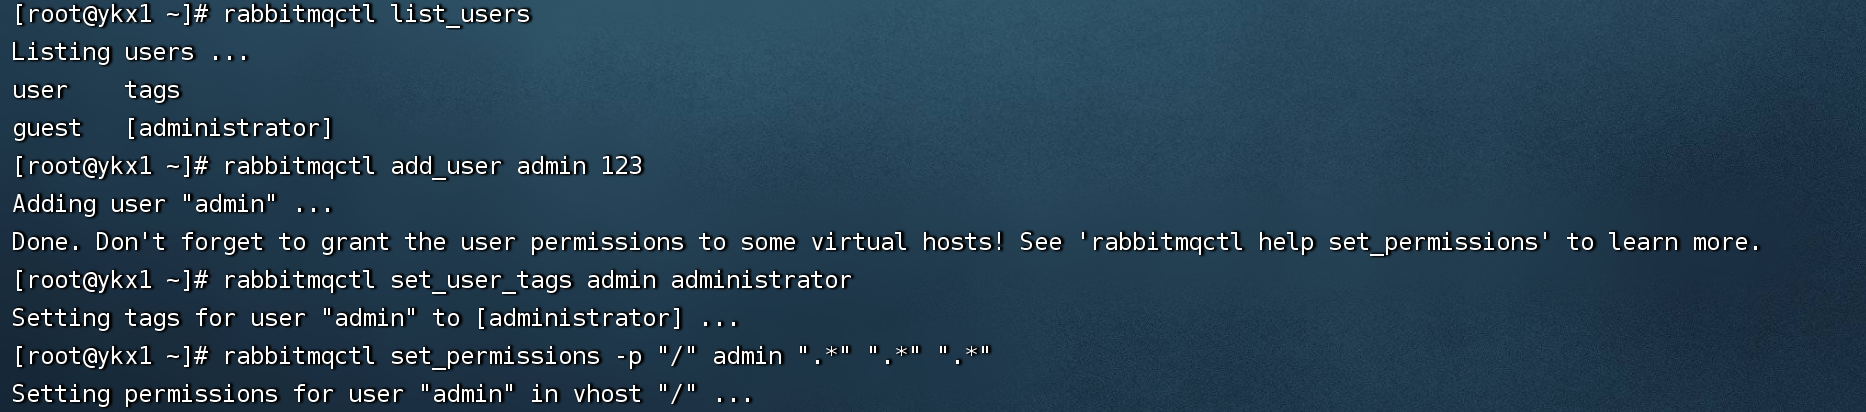 [root@ykx1 ~]# rabbitmqctl list_users
Listing users ...
user    tags
guest   [administrator]
[root@ykx1 ~]# rabbitmqctl add_user admin 123
Adding user "admin" ...
Done. Don't forget to grant the user permissions to some virtual hosts! See 'rabbitmqctl help set_permissions' to learn more.
[root@ykx1 ~]# rabbitmqctl set_user_tags admin administrator
Setting tags for user "admin" to [administrator] ...
[root@ykx1 ~]# rabbitmqctl set_permissions -p "/" admin ".*" ".*" ".*"
Setting permissions for user "admin" in vhost "/" ...